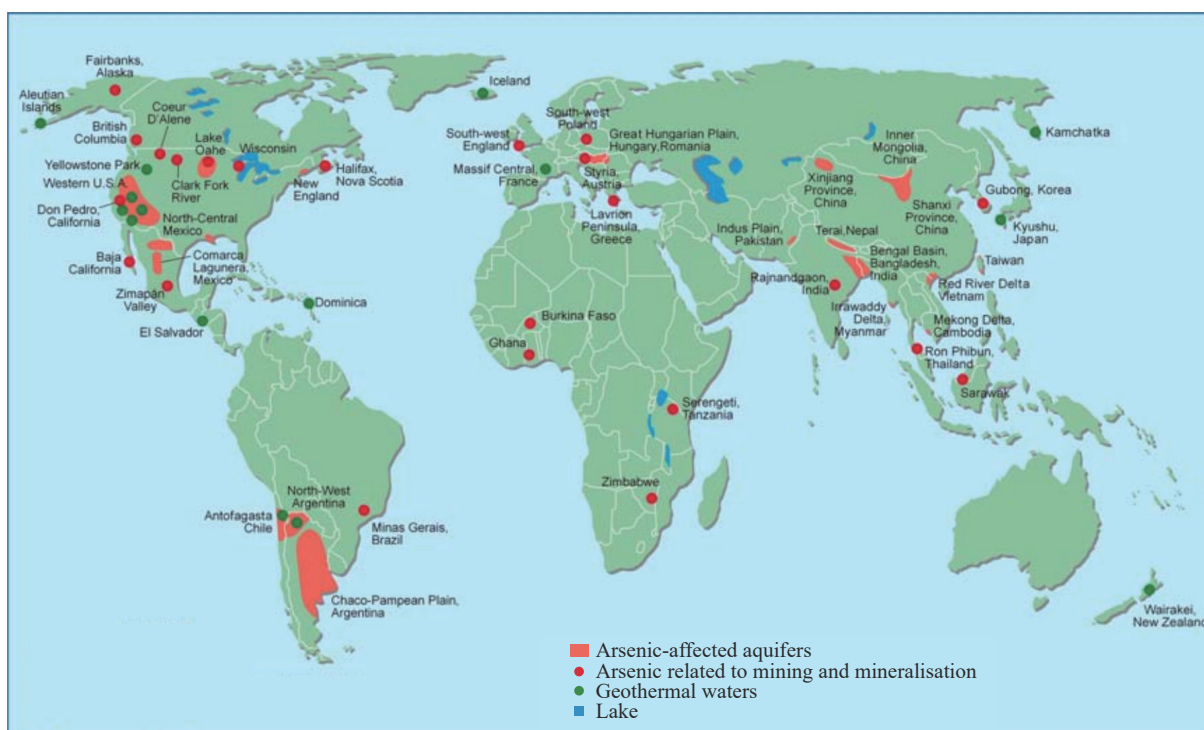 Fairbanks,
Alaska
Aleutian
Islands
Coeur
D'Alene
British
Columbia
Lake
Oahe
Wisconsin
Yellowstone Park
Clark Fork
River
New
England
Halifax,
Nova Scotia
Western U.S.A.
Don Pedro,
California
North-Central
Mexico
Baja
California
Comarca
Lagunera,
Mexico
Zimapán
Valley
El Salvador
Dominica
Iceland
South-west
England
South-west
Poland
Great Hungarian Plain,
Hungary,Romania
Massif Central,
France
Styria,
Austria
Lavrion
Peninsula,
Greece
Inner
Mongolia,
China
Kamchatka
Xinjiang
Province,
China
Shanxi
Province,
China
Gubong, Korea
Kyushu,
Japan
Indus Plain,
Pakistan
Terai,Nepal
Bengal Basin,
Bangladesh,
India
Taiwan
Rajnandgaon,
India
Red River Delta
Vietnam
Irrawaddy
Delta,
Myanmar
Mekong Delta,
Cambodia
Ron Phibun,
Thailand
Sarawak
Burkina Faso
Ghana
Serengeti,
Tanzania
Zimbabwe
North-West
Argentina
Antofagasta
Chile
Minas Gerais,
Brazil
Chaco-Pampean Plain,
Argentina
Wairakei,
New Zealand
Arsenic-affected aquifers
Arsenic related to mining and mineralisation
Geothermal waters
Lake